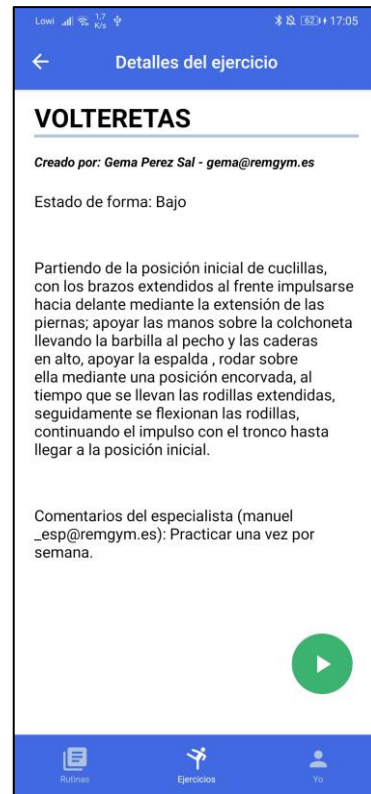 Lowi 1,7 K/s 62 17:05
Detalles del ejercicio
VOLTERETAS
Creado por: Gema Perez Sal - gema@remgym.es
Estado de forma: Bajo
Partiendo de la posición inicial de cuclillas,
con los brazos extendidos al frente impulsarse
hacia delante mediante la extensión de las
piernas; apoyar las manos sobre la colchoneta
llevando la barbilla al pecho y las caderas
en alto, apoyar la espalda , rodar sobre
ella mediante una posición encorvada, al
tiempo que se llevan las rodillas extendidas,
seguidamente se flexionan las rodillas,
continuando el impulso con el tronco hasta
llegar a la posición inicial.
Comentarios del especialista (manuel
_esp@remgym.es): Practicar una vez por
semana.
Rutinas Ejercicios Yo